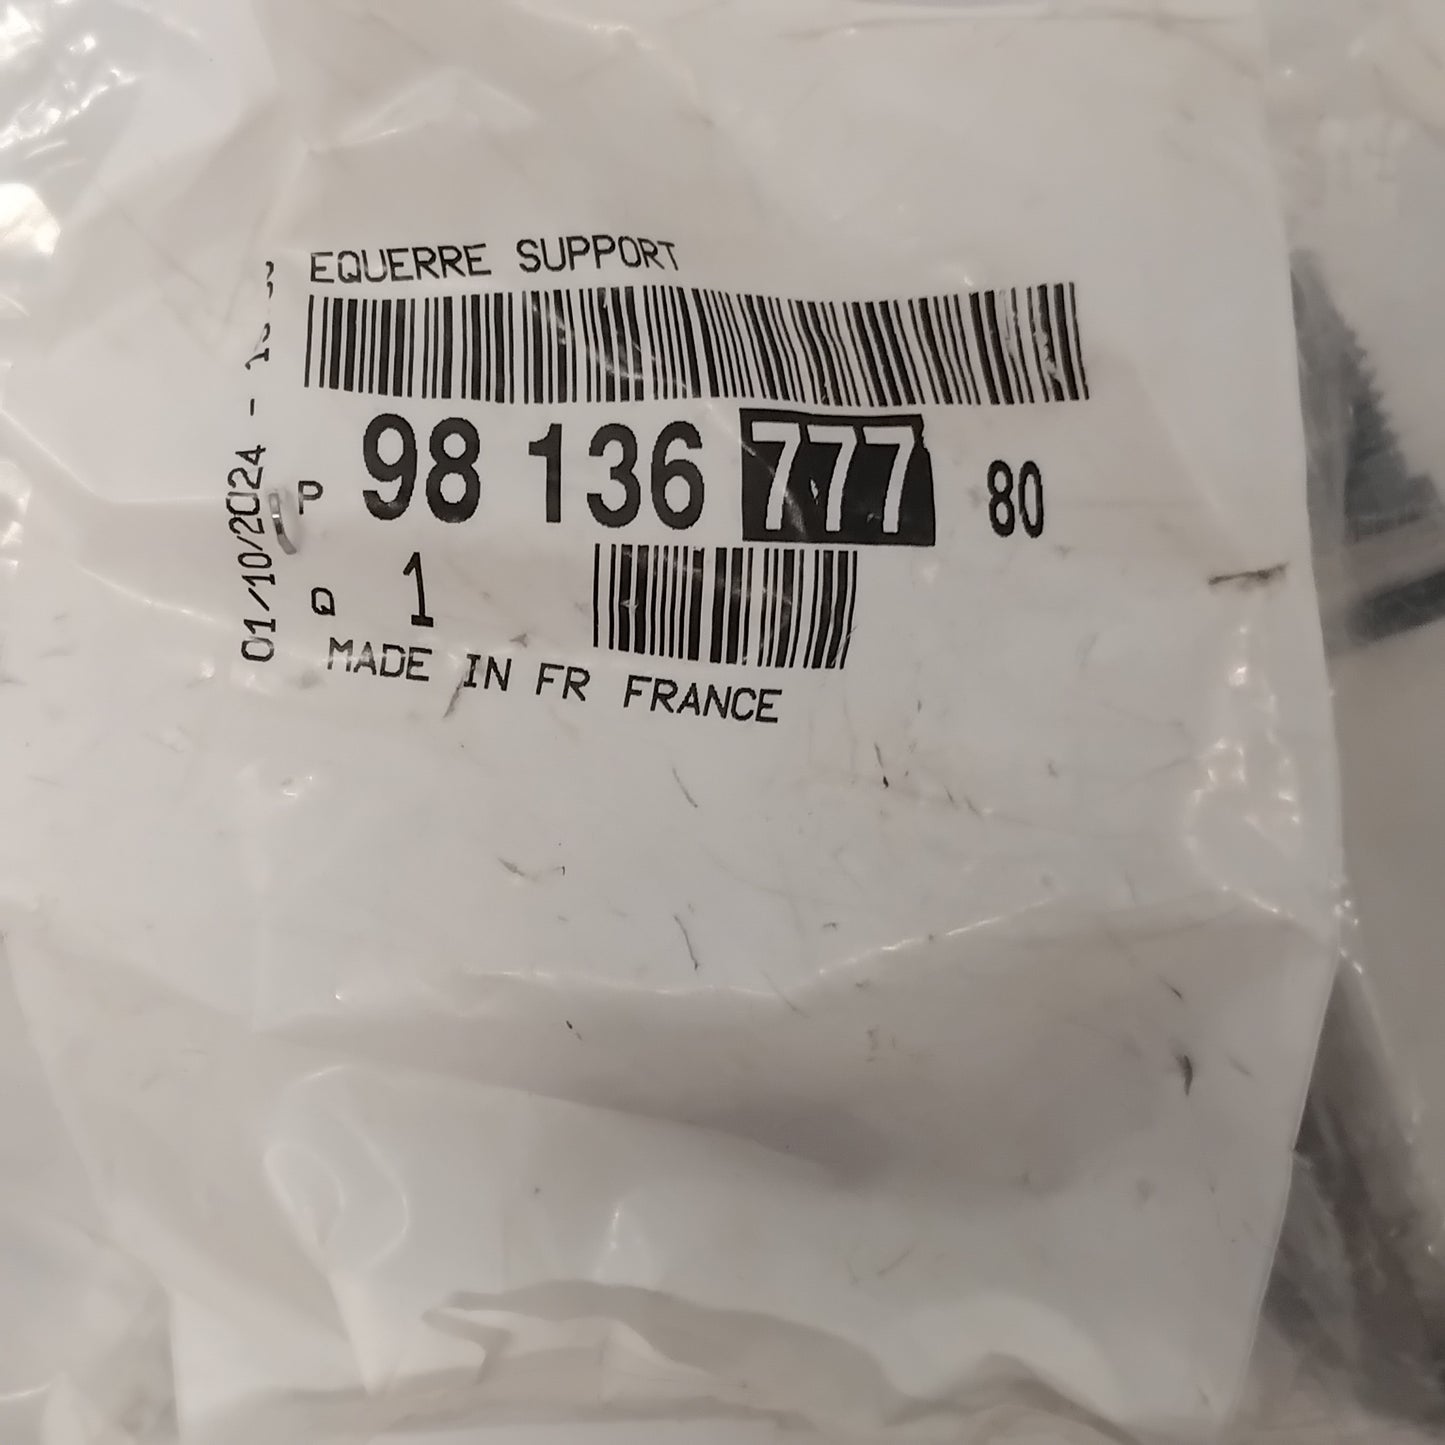 EQUERRE SUPPORT
P 98 136 777 80
Q 1
MADE IN FR FRANCE
01/10/2024 -